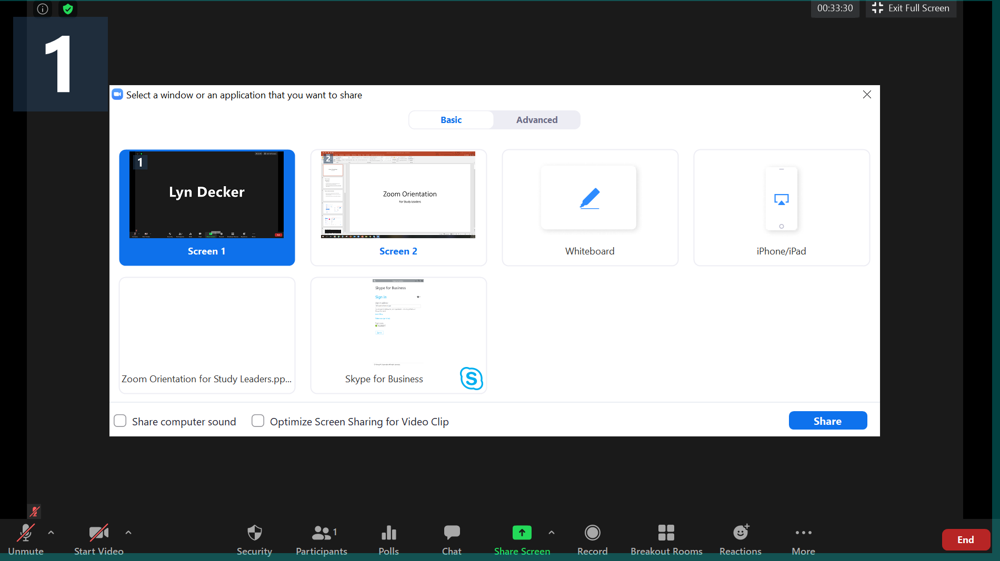 00:33:30
Exit Full Screen
1
Select a window or an application that you want to share
Basic
Advanced
1
Lyn Decker
Screen 1
2
Zoom Orientation
For Study Leaders
Screen 2
Whiteboard
iPhone/iPad
Zoom Orientation for Study Leaders.pp...
Skype for Business
Sign in
Skype for Business
Share computer sound
Optimize Screen Sharing for Video Clip
Share
Unmute
Start Video
Security
1
Participants
Polls
Chat
Share Screen
Record
Breakout Rooms
Reactions
More
End